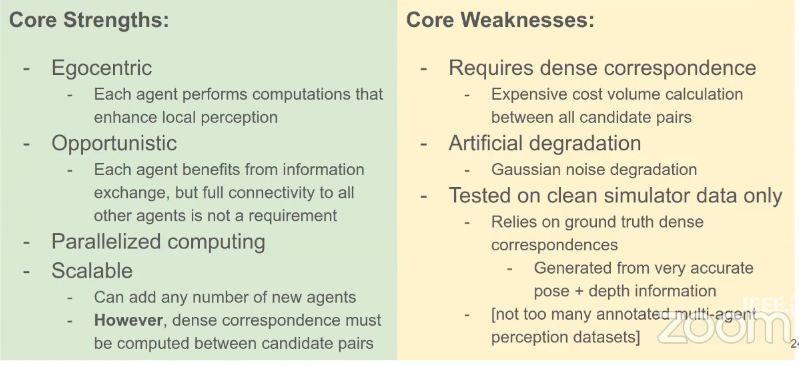 Core Strengths:
- Egocentric
- Each agent performs computations that
enhance local perception
- Opportunistic
- Each agent benefits from information
exchange, but full connectivity to all
other agents is not a requirement
- Parallelized computing
- Scalable
- Can add any number of new agents
- However, dense correspondence must
be computed between candidate pairs
Core Weaknesses:
- Requires dense correspondence
- Expensive cost volume calculation
between all candidate pairs
- Artificial degradation
- Gaussian noise degradation
- Tested on clean simulator data only
- Relies on ground truth dense
correspondences
- Generated from very accurate
pose + depth information
- [not too many annotated multi-agent
perception datasets]
zoom
24